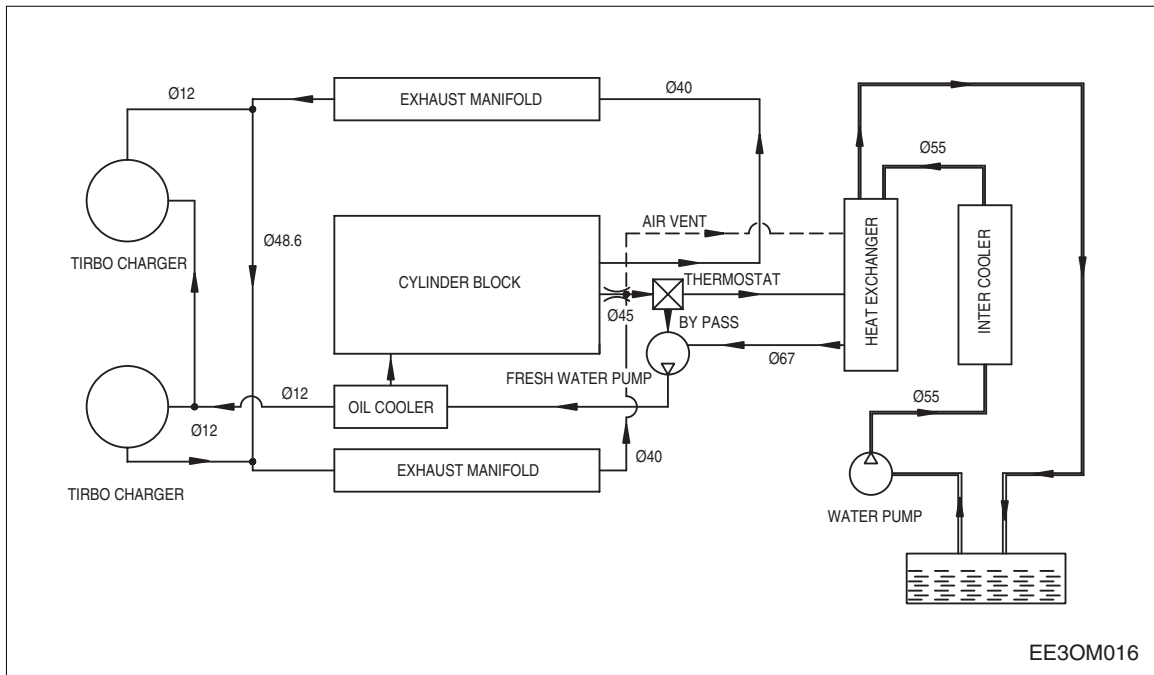 Ø12
EXHAUST MANIFOLD
Ø40
Ø55
TIRBO CHARGER
Ø48.6
AIR VENT
CYLINDER BLOCK
THERMOSTAT
Ø45
BY PASS
HEAT EXCHANGER
INTER COOLER
Ø67
FRESH WATER PUMP
Ø12
OIL COOLER
Ø12
Ø55
EXHAUST MANIFOLD
Ø40
TIRBO CHARGER
WATER PUMP
EE3OM016